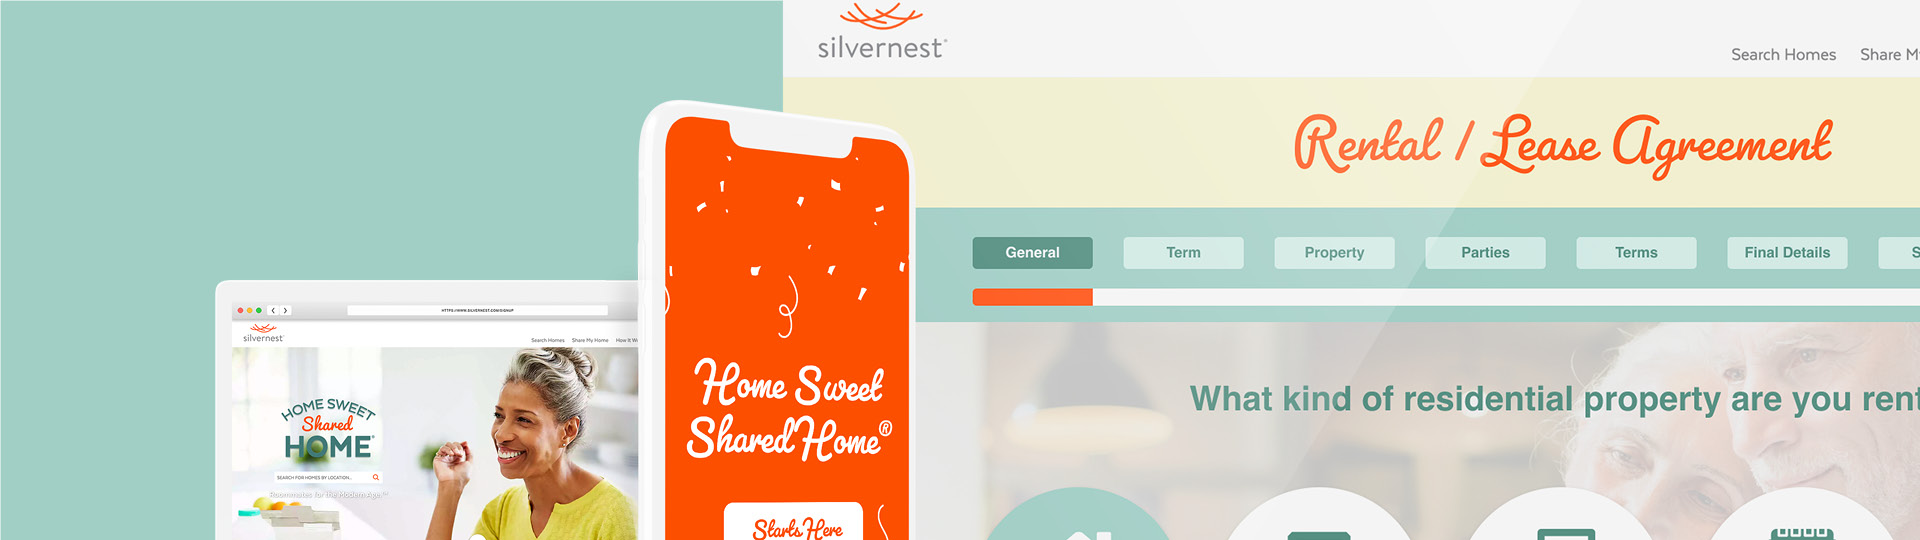 silvernest
Search Homes Share M
Rental / Lease Agreement
General Term Property Parties Terms Final Details S
What kind of residential property are you rent
HTTPS://WWW.SILVERNEST.COM/SIGNUP
silvernest
Search Homes Share My Home How It W
HOME SWEET
Shared
HOME
SEARCH FOR HOMES BY LOCATION...
Roommates for the Modern Age™
Home Sweet
Shared Home®
Starts Here